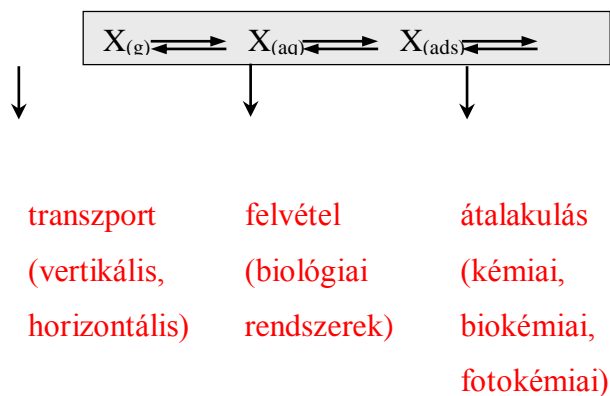 X(g) X(aq) X(ads)
transzport
(vertikális,
horizontális)
felvétel
(biológiai
rendszerek)
átalakulás
(kémiai,
biokémiai,
fotokémiai)